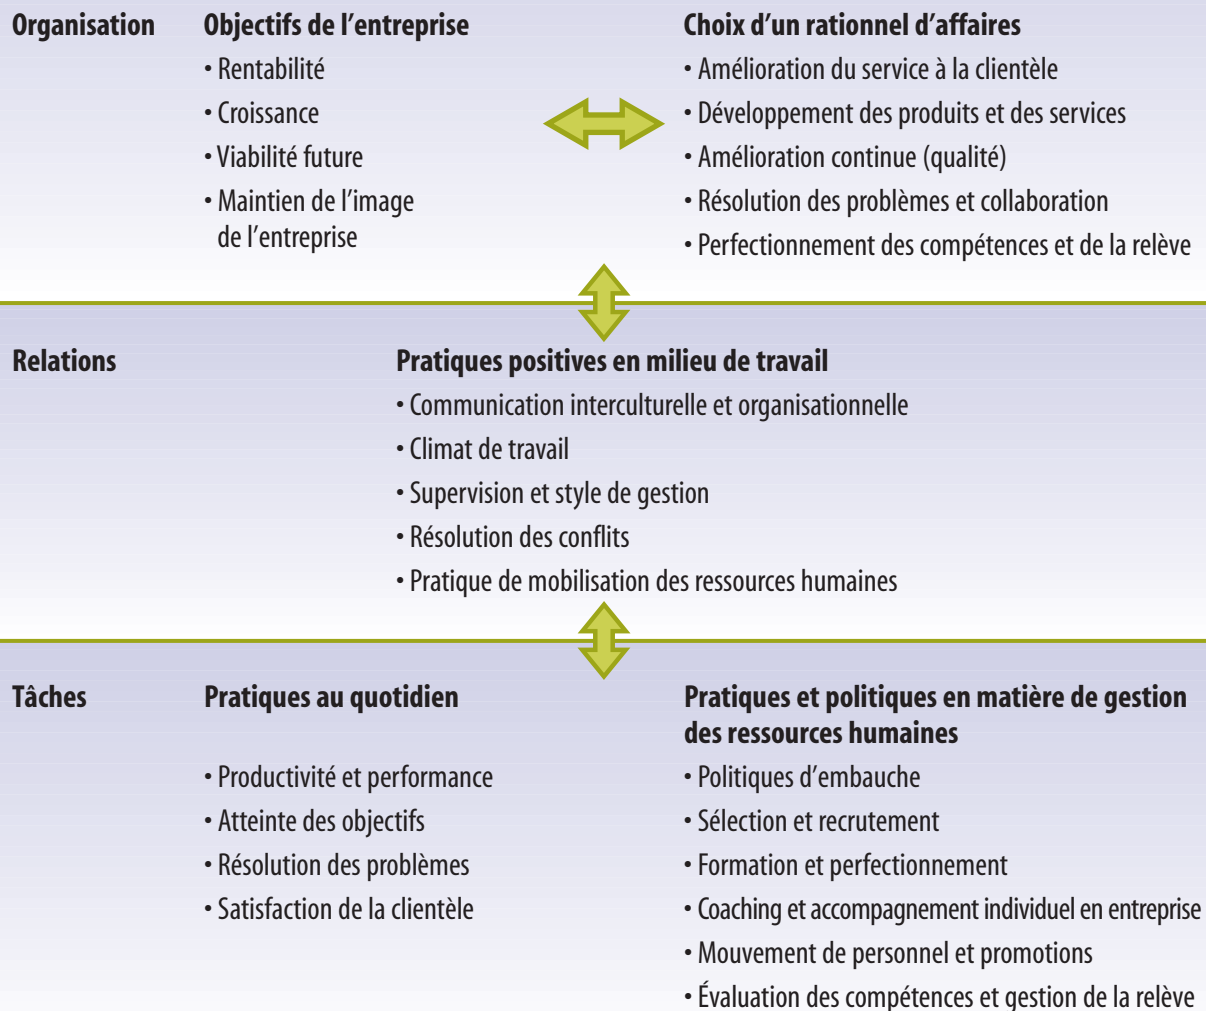 Organisation
Objectifs de l'entreprise
• Rentabilité
• Croissance
• Viabilité future
• Maintien de l'image
de l'entreprise
Choix d'un rationnel d'affaires
• Amélioration du service à la clientèle
• Développement des produits et des services
• Amélioration continue (qualité)
• Résolution des problèmes et collaboration
• Perfectionnement des compétences et de la relève
Relations
Pratiques positives en milieu de travail
• Communication interculturelle et organisationnelle
• Climat de travail
• Supervision et style de gestion
• Résolution des conflits
• Pratique de mobilisation des ressources humaines
Tâches
Pratiques au quotidien
• Productivité et performance
• Atteinte des objectifs
• Résolution des problèmes
• Satisfaction de la clientèle
Pratiques et politiques en matière de gestion
des ressources humaines
• Politiques d'embauche
• Sélection et recrutement
• Formation et perfectionnement
• Coaching et accompagnement individuel en entreprise
• Mouvement de personnel et promotions
• Évaluation des compétences et gestion de la relève